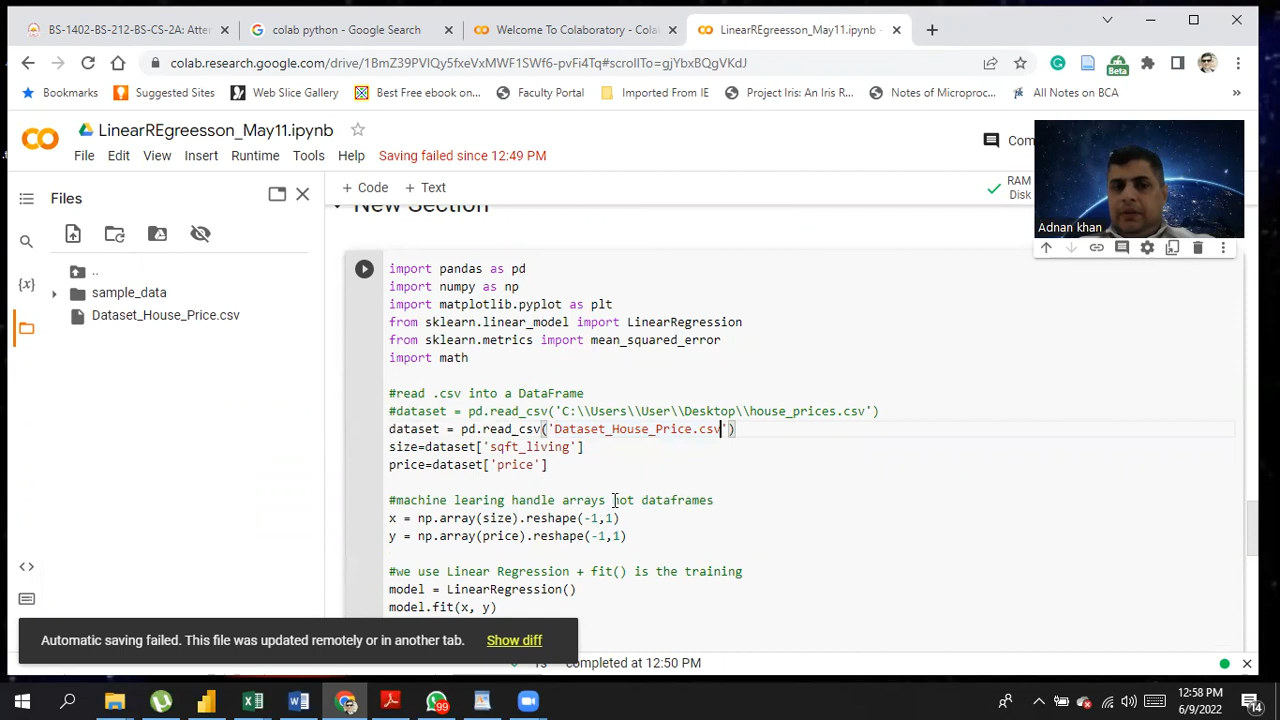 BS-1402-BS-212-BS-CS-2A: Atte
colab python - Google Search
Welcome To Colaboratory - Colab
LinearREgreesson_May11.ipynb
colab.research.google.com/drive/1BmZ39PVIQy5fxeVxMWF1SWf6-pvFi4Tq#scrollTo=gjYbxBQgVKdJ
Beta
Bookmarks
Suggested Sites
Web Slice Gallery
Best Free ebook on...
Faculty Portal
Imported From IE
Project Iris: An Iris R...
Notes of Microproc...
All Notes on BCA
»
LinearREgreesson_May11.ipynb
File Edit View Insert Runtime Tools Help Saving failed since 12:49 PM
Com
Files
+ Code + Text
RAM
Disk
Adnan khan
New Section
..
sample_data
Dataset_House_Price.csv
{x}
import pandas as pd
import numpy as np
import matplotlib.pyplot as plt
from sklearn.linear_model import LinearRegression
from sklearn.metrics import mean_squared_error
import math
#read .csv into a DataFrame
#dataset = pd.read_csv('C:\\Users\\User\\Desktop\\house_prices.csv')
dataset = pd.read_csv('Dataset_House_Price.csv')
size=dataset['sqft_living']
price=dataset['price']
#machine learing handle arrays not dataframes
x = np.array(size).reshape(-1,1)
y = np.array(price).reshape(-1,1)
#we use Linear Regression + fit() is the training
model = LinearRegression()
model.fit(x, y)
Automatic saving failed. This file was updated remotely or in another tab. Show diff
completed at 12:50 PM
99
12:58 PM
6/9/2022
14